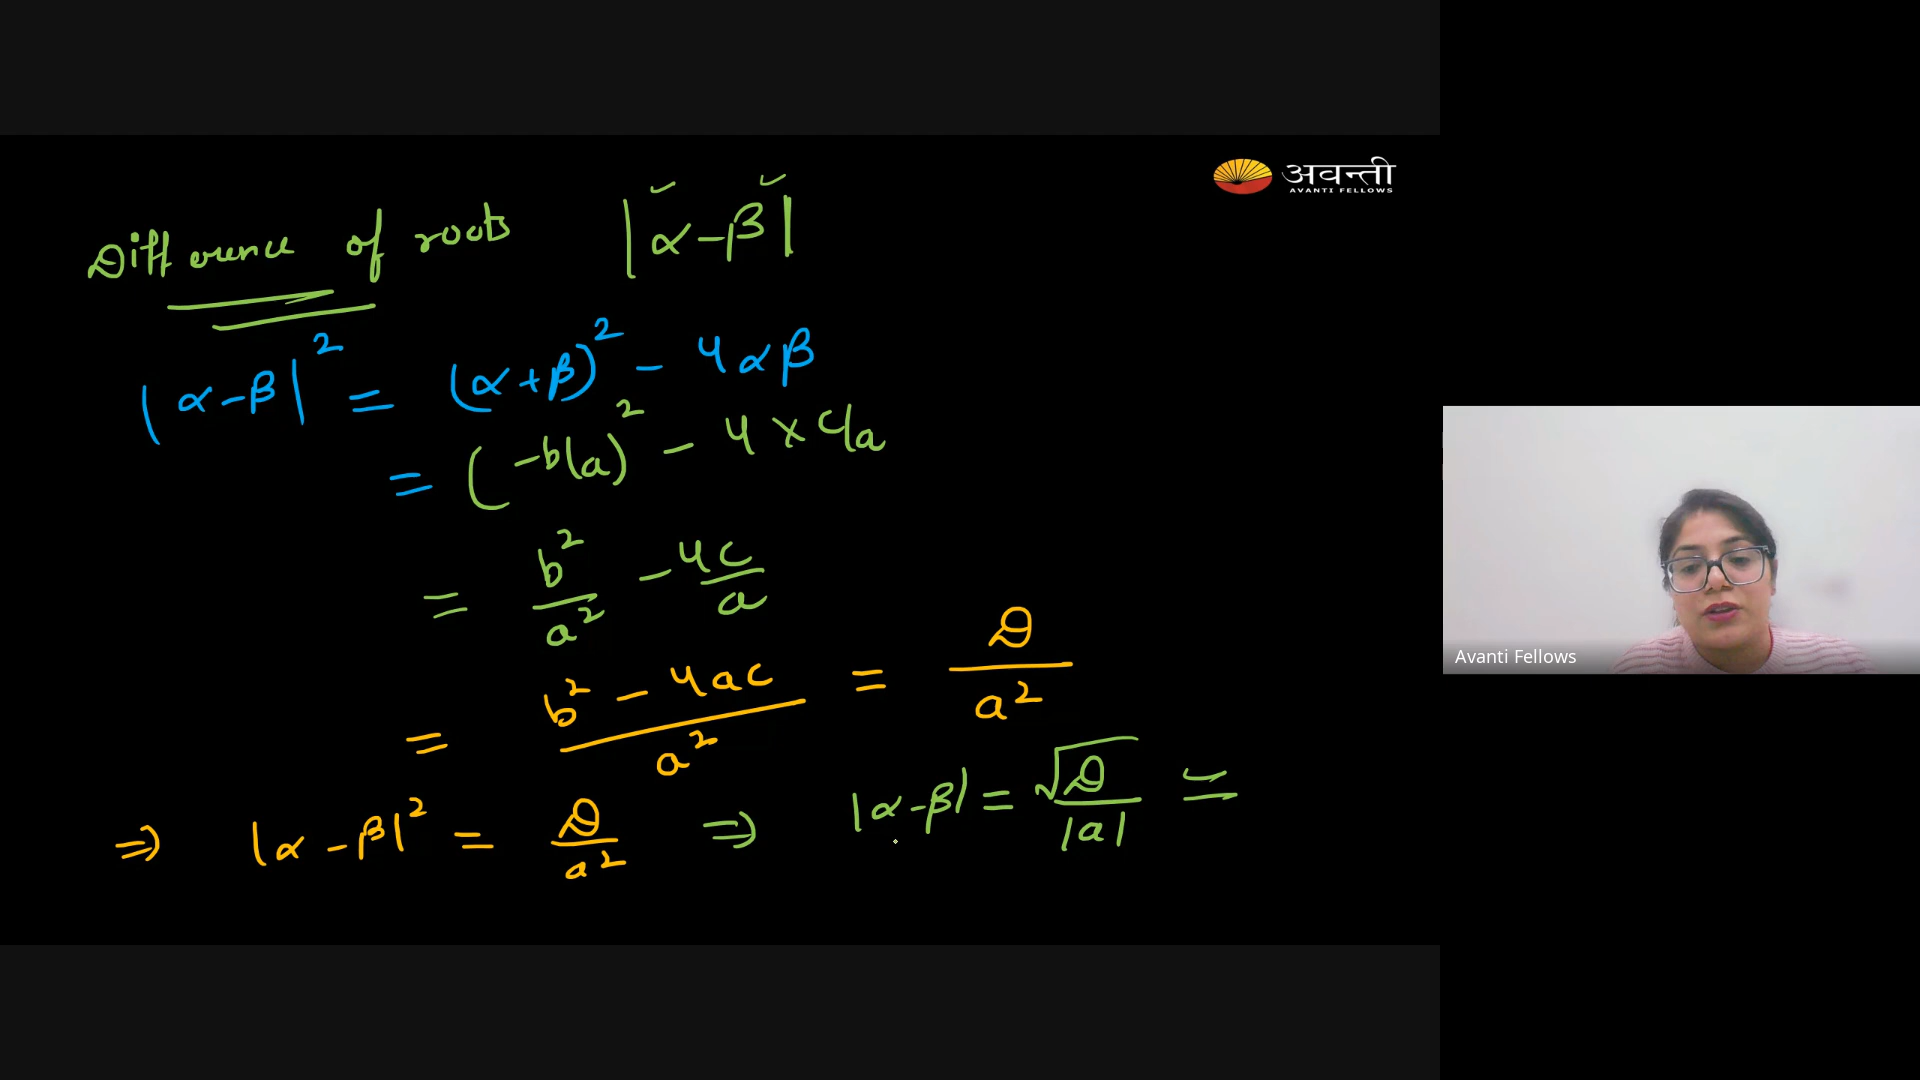 अवन्ती
AVANTI FELLOWS
Difference of roots |α-β|
|α-β|² = (α+β)² - 4αβ
= (-b/a)² - 4 × c/a
= b²/a² - 4c/a
= (b² - 4ac)/a² = D/a²
⇒ |α-β|² = D/a² ⇒ |α-β| = √D/|a|
Avanti Fellows